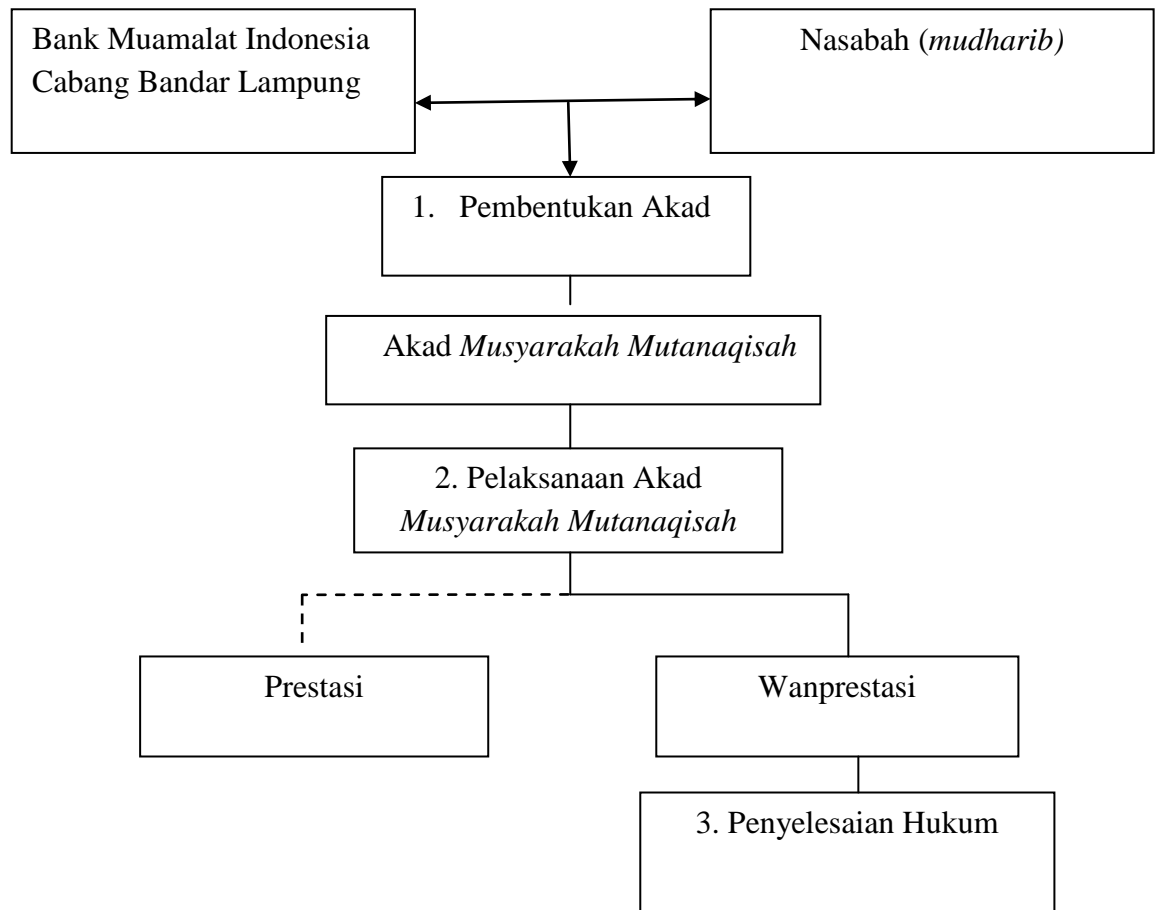 Bank Muamalat Indonesia
Cabang Bandar Lampung
Nasabah (mudharib)
1. Pembentukan Akad
Akad Musyarakah Mutanaqisah
2. Pelaksanaan Akad
Musyarakah Mutanaqisah
Prestasi
Wanprestasi
3. Penyelesaian Hukum